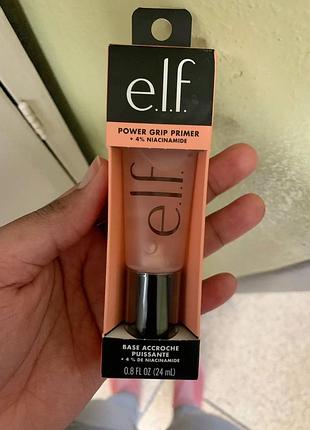 e.l.f.
POWER GRIP PRIMER
+ 4% NIACINAMIDE
e.l.f.
BASE ACCROCHE
PUISSANTE
+ 4 % DE NIACINAMIDE
0.8 FL OZ (24 mL)